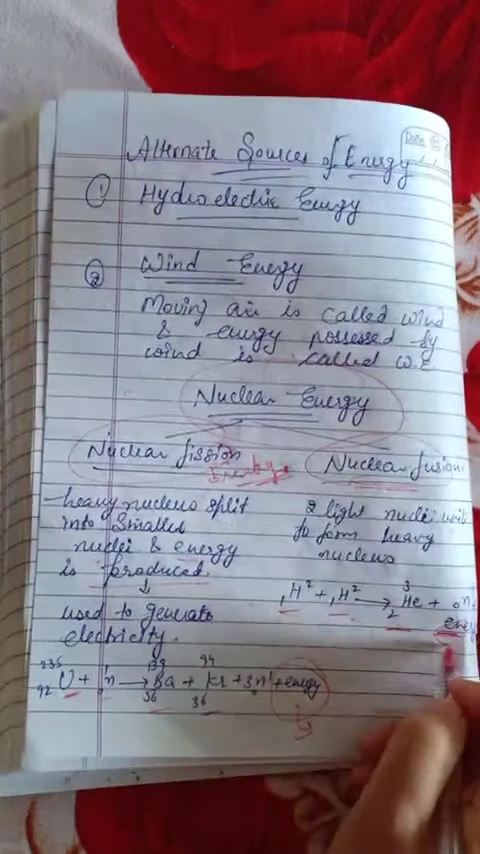 Date
Alternate Sources of Energy
① Hydroelectric Energy
② Wind Energy
Moving air is called wind
& energy possessed by
wind is called W.E
Nuclear Energy
Nuclear fission
Nuclear fusion
heavy nucleus split
into smaller
nuclei & energy
is produced.
↓
used to generate
electricity.
2 light nuclei unite
to form heavy
nucleus
₁H² + ₁H² → ₂He³ + ₀n¹
energy
²³⁵₉₂U + ¹n → ¹³⁹₅₆Ba + ⁹⁴₃₆Kr + 3n¹ + energy